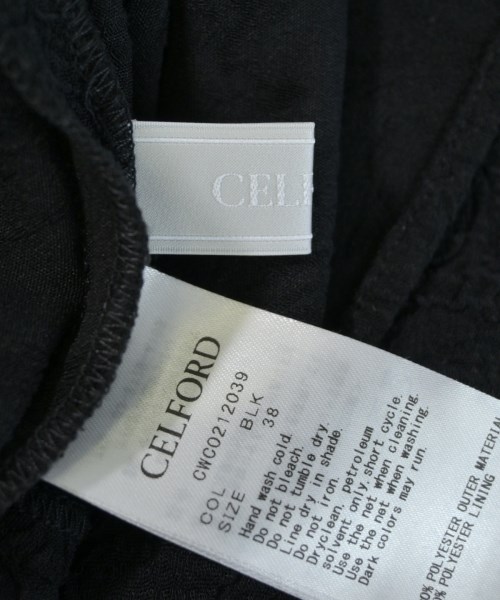 CELF
CELFORD
CWCO212039
COL BLK
SIZE 38
Hand wash cold.
Do not bleach.
Do not tumble dry.
Line dry in shade.
Do not iron.
Dryclean, petroleum
solvent only,short cycle.
Use the net when cleaning.
Use the net when washing.
Dark colors may run.
0% POLYESTER OUTER MATERIAL
% POLYESTER LINING